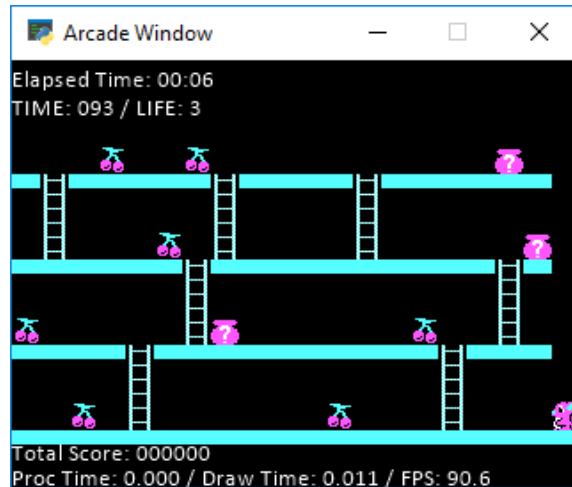 Arcade Window
Elapsed Time: 00:06
TIME: 093 / LIFE: 3
?
?
?
Total Score: 000000
Proc Time: 0.000 / Draw Time: 0.011 / FPS: 90.6